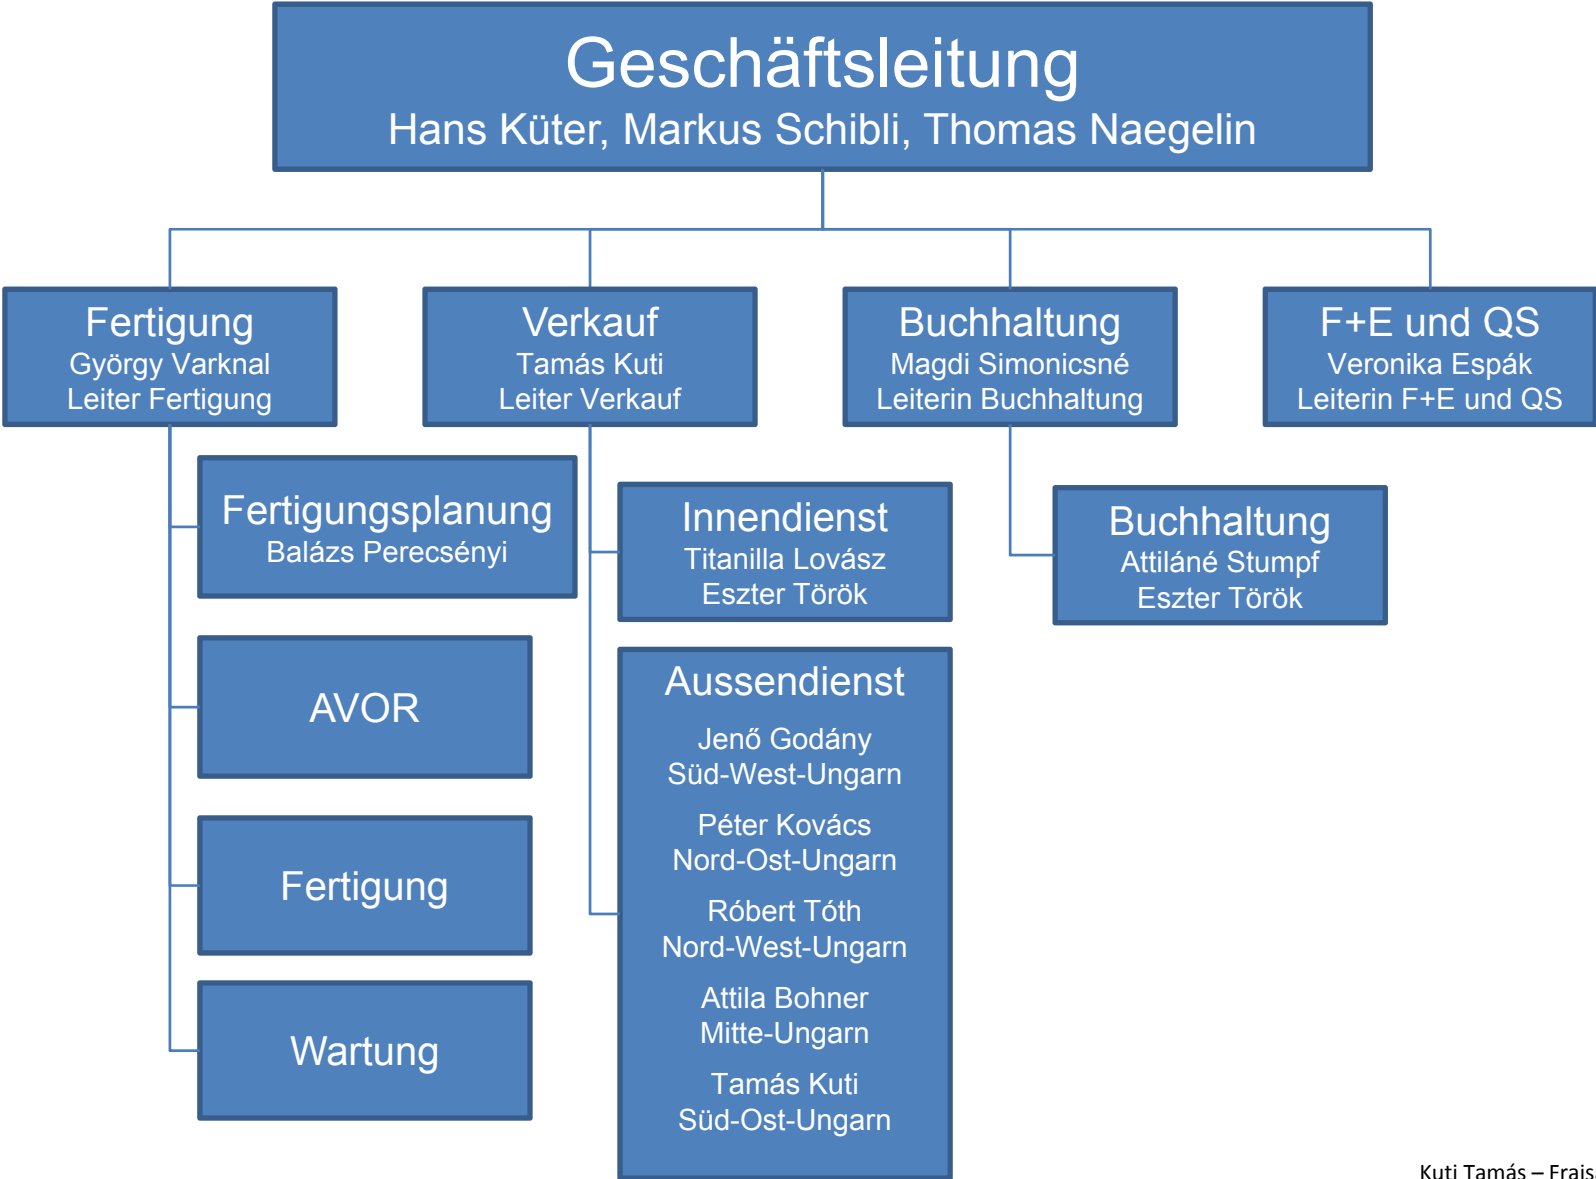 Geschäftsleitung
Hans Küter, Markus Schibli, Thomas Naegelin
Fertigung
György Varknal
Leiter Fertigung
Verkauf
Tamás Kuti
Leiter Verkauf
Buchhaltung
Magdi Simonicsné
Leiterin Buchhaltung
F+E und QS
Veronika Espák
Leiterin F+E und QS
Fertigungsplanung
Balázs Perecsényi
AVOR
Fertigung
Wartung
Innendienst
Titanilla Lovász
Eszter Török
Aussendienst
Jenő Godány
Süd-West-Ungarn
Péter Kovács
Nord-Ost-Ungarn
Róbert Tóth
Nord-West-Ungarn
Attila Bohner
Mitte-Ungarn
Tamás Kuti
Süd-Ost-Ungarn
Buchhaltung
Attiláné Stumpf
Eszter Török
Kuti Tamás – Frais